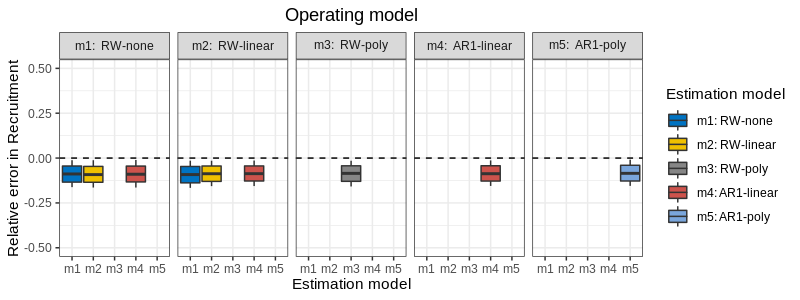 Operating model
m1: RW-none
m2: RW-linear
m3: RW-poly
m4: AR1-linear
m5: AR1-poly
Relative error in Recruitment
0.50
0.25
0.00
-0.25
-0.50
m1 m2 m3 m4 m5
m1 m2 m3 m4 m5
m1 m2 m3 m4 m5
m1 m2 m3 m4 m5
m1 m2 m3 m4 m5
Estimation model
Estimation model
m1: RW-none
m2: RW-linear
m3: RW-poly
m4: AR1-linear
m5: AR1-poly